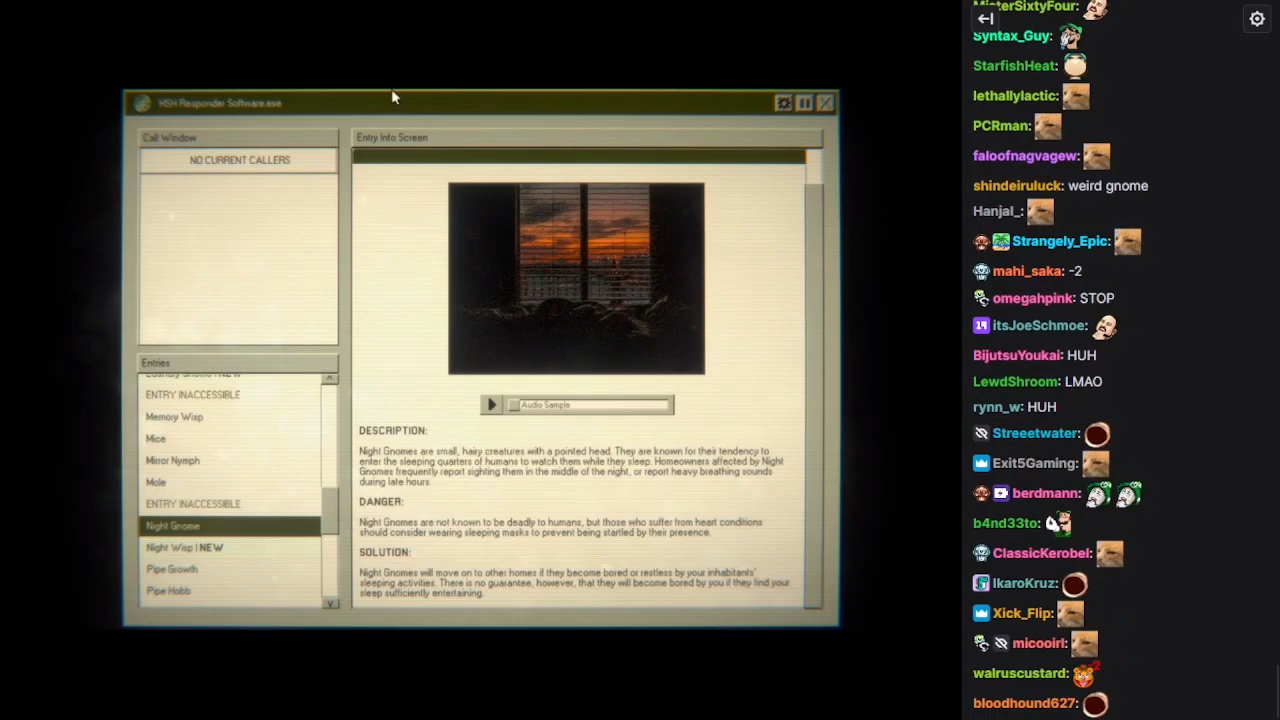 HSH Responder Software.exe
Call Window
NO CURRENT CALLERS
Entries
ENTRY INACCESSIBLE
Memory Wisp
Mice
Mirror Nymph
Mole
ENTRY INACCESSIBLE
Night Gnome
Night Wisp | NEW
Pipe Growth
Pipe Hobb
Entry Info Screen
Audio Sample
DESCRIPTION:
Night Gnomes are small, hairy creatures with a pointed head. They are known for their tendency to
enter the sleeping quarters of humans to watch them while they sleep. Homeowners affected by Night
Gnomes frequently report sighting them in the middle of the night, or report heavy breathing sounds
during late hours.
DANGER:
Night Gnomes are not known to be deadly to humans, but those who suffer from heart conditions
should consider wearing sleeping masks to prevent being startled by their presence.
SOLUTION:
Night Gnomes will move on to other homes if they become bored or restless by your inhabitants'
sleeping activities. There is no guarantee, however, that they will become bored by you if they find your
sleep sufficiently entertaining.
MisterSixtyFour:
Syntax_Guy:
StarfishHeat:
lethallylactic:
PCRman:
faloofnagvagew:
shindeiruluck: weird gnome
Hanjal_:
Strangely_Epic:
mahi_saka: -2
omegahpink: STOP
itsJoeSchmoe:
BijutsuYoukai: HUH
LewdShroom: LMAO
rynn_w: HUH
Streeetwater:
Exit5Gaming:
berdmann:
b4nd33to:
ClassicKerobel:
IkaroKruz:
Xick_Flip:
micooirl:
walruscustard: 2
bloodhound627: